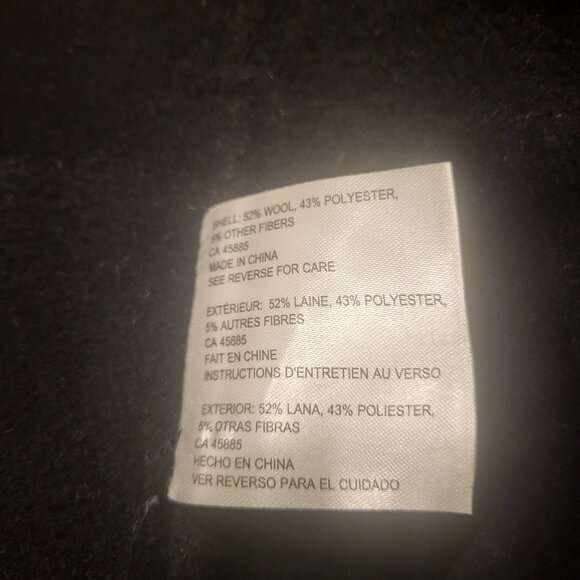 SHELL: 52% WOOL, 43% POLYESTER,
5% OTHER FIBERS
CA 45885
MADE IN CHINA
SEE REVERSE FOR CARE
EXTÉRIEUR: 52% LAINE, 43% POLYESTER,
5% AUTRES FIBRES
CA 45885
FAIT EN CHINE
INSTRUCTIONS D'ENTRETIEN AU VERSO
EXTERIOR: 52% LANA, 43% POLIESTER,
5% OTRAS FIBRAS
CA 45885
HECHO EN CHINA
VER REVERSO PARA EL CUIDADO